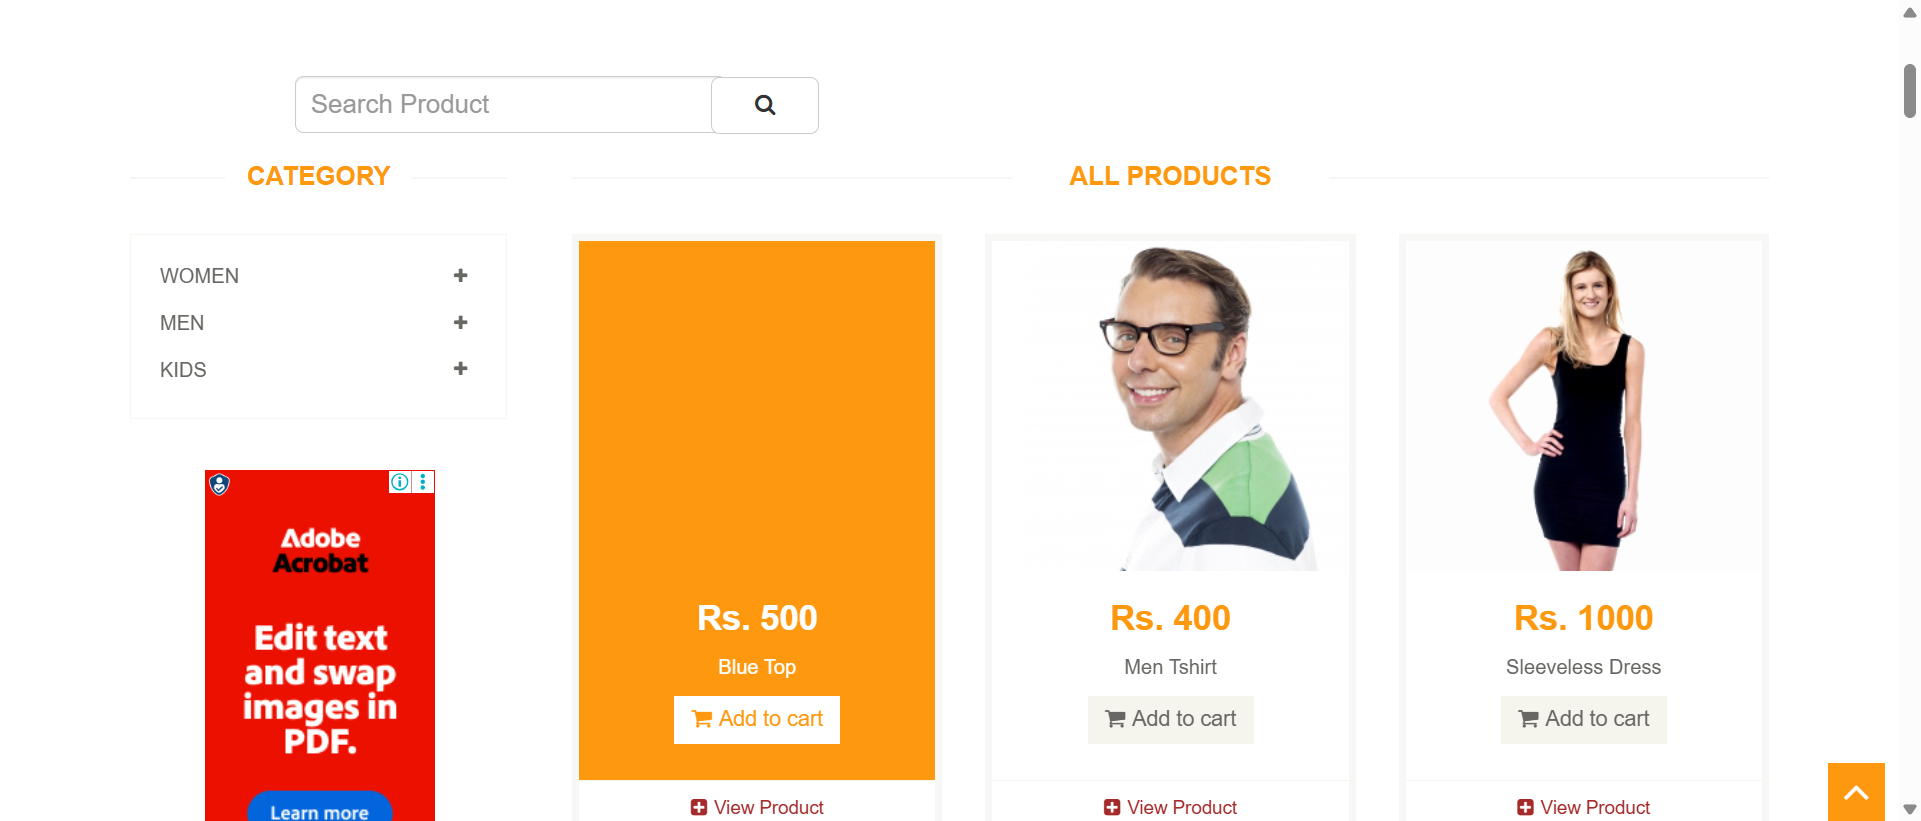 Search Product
CATEGORY
WOMEN
MEN
KIDS
Adobe
Acrobat
Edit text
and swap
images in
PDF.
Learn more
ALL PRODUCTS
Rs. 500
Blue Top
Add to cart
View Product
Rs. 400
Men Tshirt
Add to cart
View Product
Rs. 1000
Sleeveless Dress
Add to cart
View Product